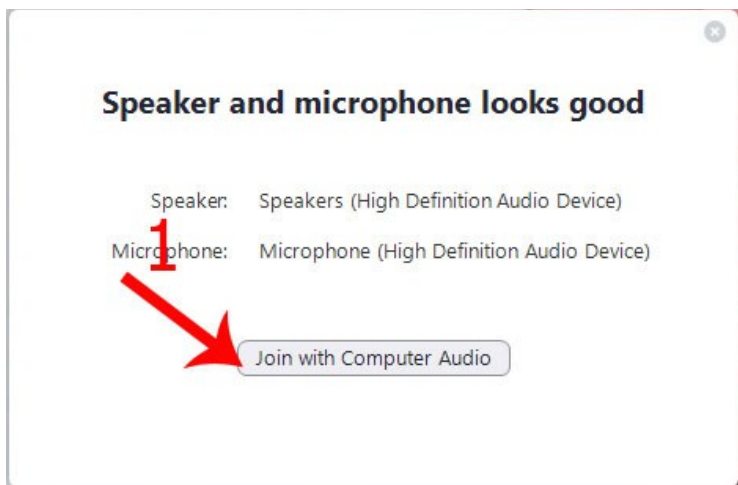 Speaker and microphone looks good
Speaker: Speakers (High Definition Audio Device)
1
Microphone: Microphone (High Definition Audio Device)
Join with Computer Audio